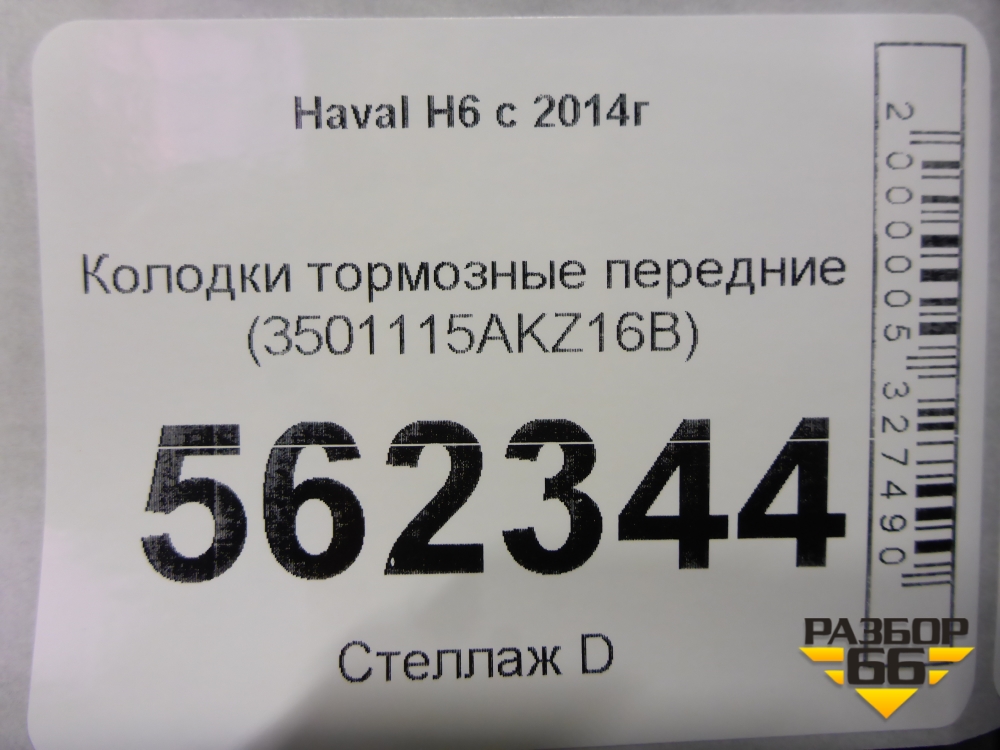 Haval H6 с 2014г
Колодки тормозные передние
(3501115AKZ16B)
562344
Стеллаж D
2000005327490
РАЗБОР
66